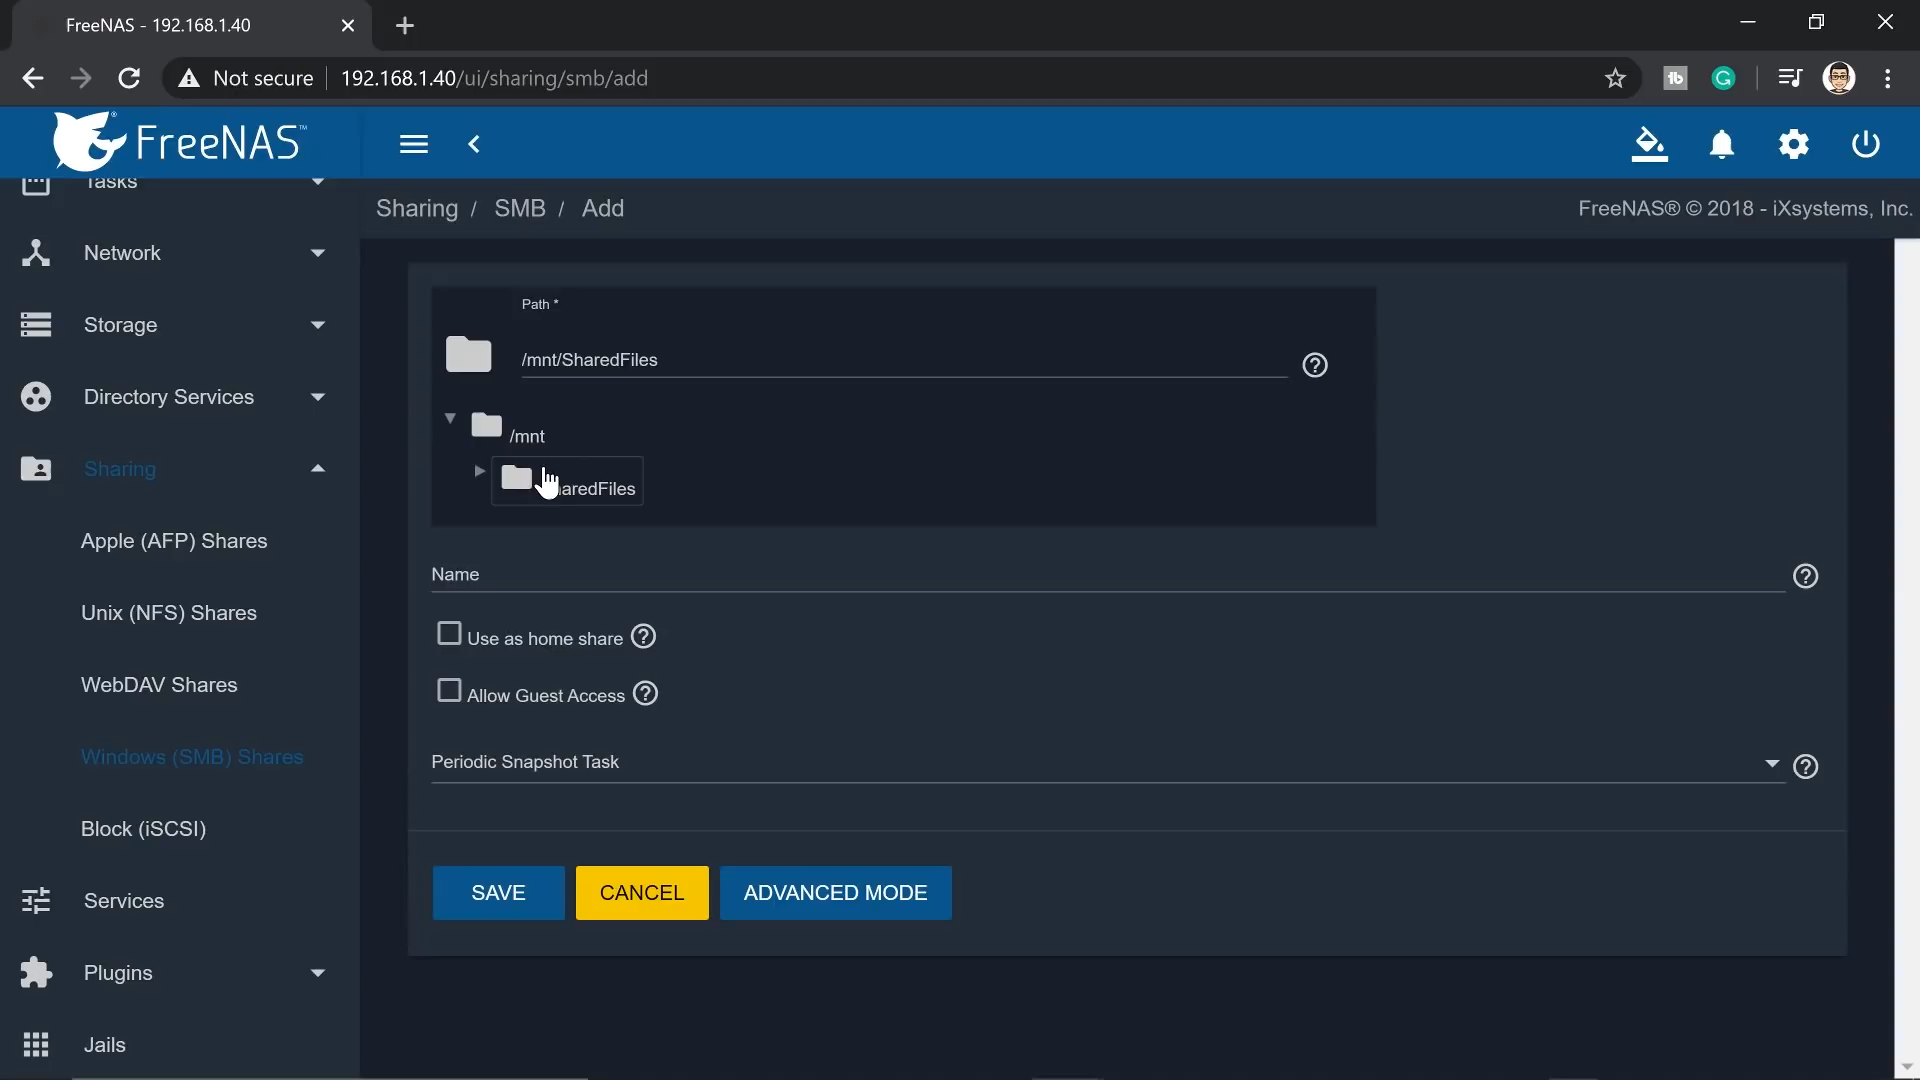 FreeNAS - 192.168.1.40
Not secure
192.168.1.40/ui/sharing/smb/add
FreeNAS™
Tasks
Sharing / SMB / Add
FreeNAS® © 2018 - iXsystems, Inc.
Network
Storage
Directory Services
Sharing
Apple (AFP) Shares
Unix (NFS) Shares
WebDAV Shares
Windows (SMB) Shares
Block (iSCSI)
Services
Plugins
Jails
Path *
/mnt/SharedFiles
/mnt
aredFiles
Name
Use as home share
Allow Guest Access
Periodic Snapshot Task
SAVE
CANCEL
ADVANCED MODE